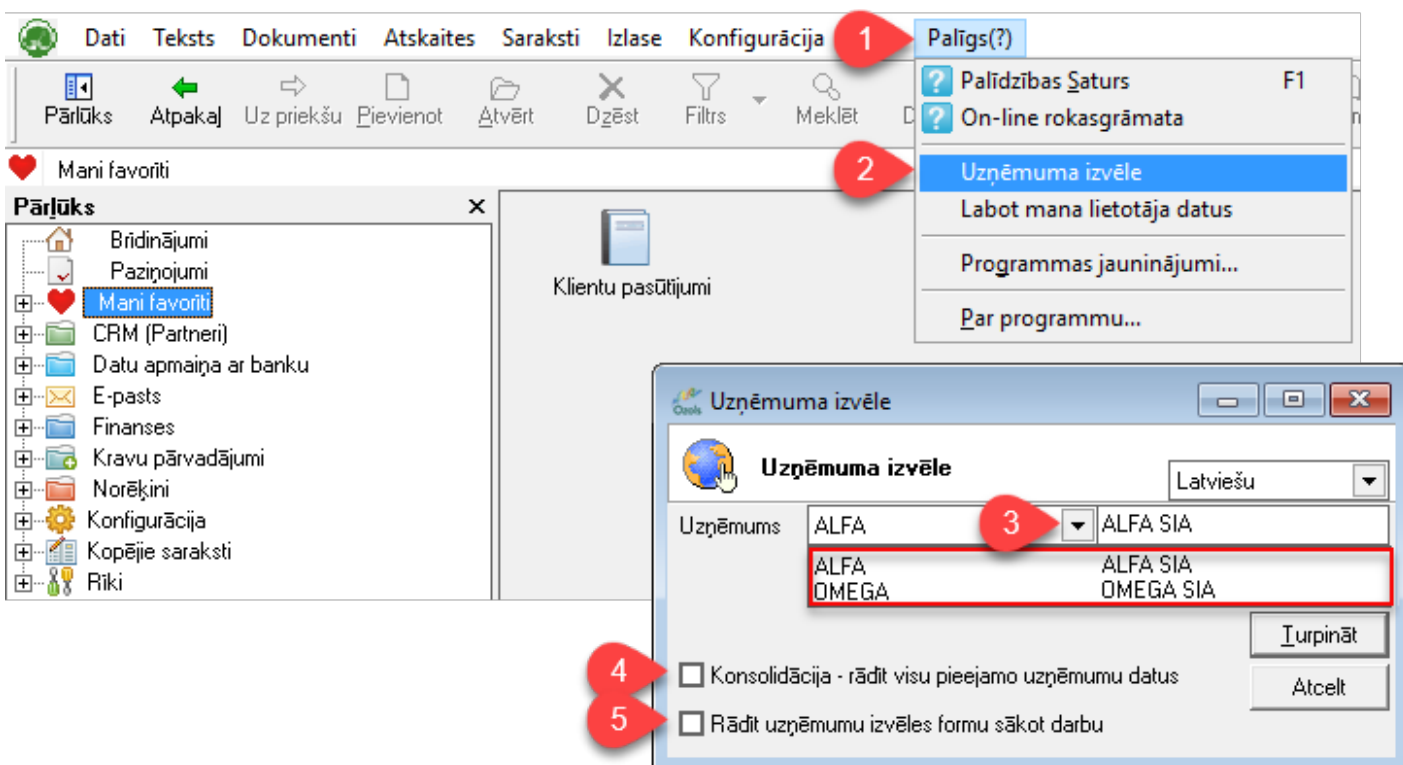 Dati Teksts Dokumenti Atskaites Saraksti Izlase Konfigurācija 1 Palīgs(?)
Pārlūks Atpakaļ Uz priekšu Pievienot Atvērt Dzēst Filtrs Meklēt
Palīdzības Saturs F1
On-line rokasgrāmata
2 Uzņēmuma izvēle
Labot mana lietotāja datus
Programmas jauninājumi...
Par programmu...
Mani favorīti
Pārļūks
Brīdinājumi
Paziņojumi
Mani favorīti
CRM (Partneri)
Datu apmaiņa ar banku
E-pasts
Finanses
Kravu pārvadājumi
Norēķini
Konfigurācija
Kopējie saraksti
Rīki
Klientu pasūtījumi
Ozols Uzņēmuma izvēle
Uzņēmuma izvēle
Latviešu
Uzņēmums ALFA 3 ALFA SIA
ALFA ALFA SIA
OMEGA OMEGA SIA
Turpināt
4 Konsolidācija - rādīt visu pieejamo uzņēmumu datus
Atcelt
5 Rādīt uzņēmumu izvēles formu sākot darbu